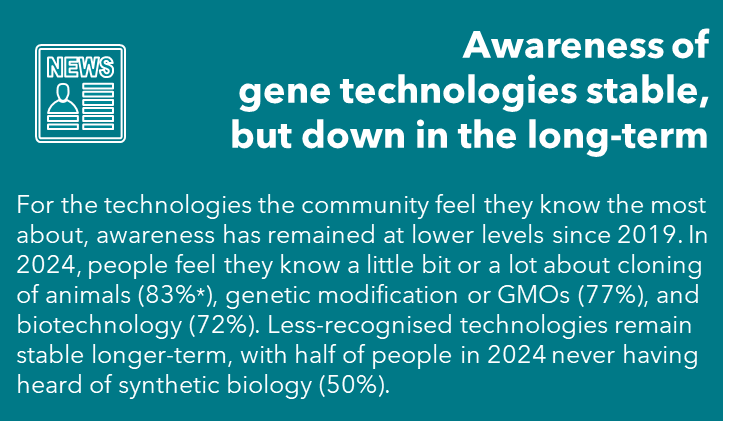 NEWS
Awareness of
gene technologies stable,
but down in the long-term
For the technologies the community feel they know the most
about, awareness has remained at lower levels since 2019. In
2024, people feel they know a little bit or a lot about cloning
of animals (83%*), genetic modification or GMOs (77%), and
biotechnology (72%). Less-recognised technologies remain
stable longer-term, with half of people in 2024 never having
heard of synthetic biology (50%).